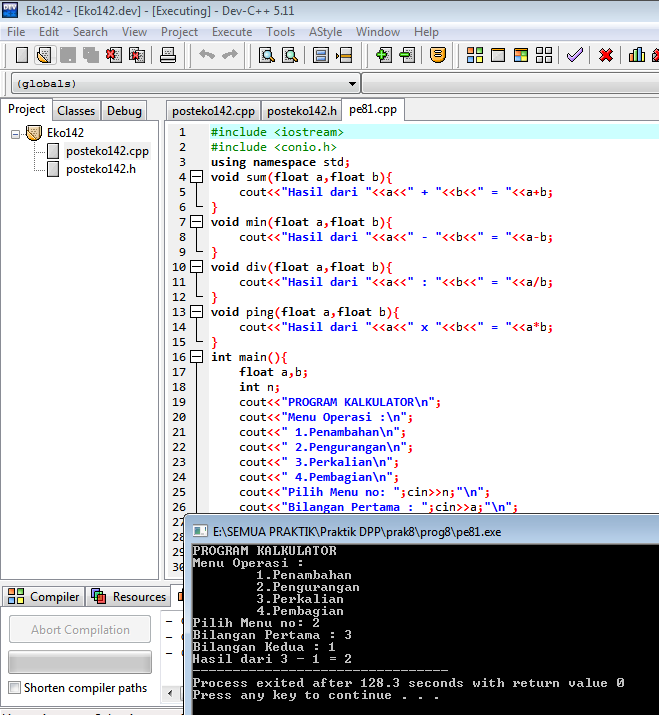 Eko142 - [Eko142.dev] - [Executing] - Dev-C++ 5.11
File Edit Search View Project Execute Tools AStyle Window Help
(globals)
Project Classes Debug
Eko142
posteko142.cpp
posteko142.h
posteko142.cpp posteko142.h pe81.cpp
1 #include <iostream>
2 #include <conio.h>
3 using namespace std;
4 void sum(float a,float b){
5 cout<<"Hasil dari "<<a<<" + "<<b<<" = "<<a+b;
6 }
7 void min(float a,float b){
8 cout<<"Hasil dari "<<a<<" - "<<b<<" = "<<a-b;
9 }
10 void div(float a,float b){
11 cout<<"Hasil dari "<<a<<" : "<<b<<" = "<<a/b;
12 }
13 void ping(float a,float b){
14 cout<<"Hasil dari "<<a<<" x "<<b<<" = "<<a*b;
15 }
16 int main(){
17 float a,b;
18 int n;
19 cout<<"PROGRAM KALKULATOR\n";
20 cout<<"Menu Operasi :\n";
21 cout<<" 1.Penambahan\n";
22 cout<<" 2.Pengurangan\n";
23 cout<<" 3.Perkalian\n";
24 cout<<" 4.Pembagian\n";
25 cout<<"Pilih Menu no: ";cin>>n;"\n";
26 cout<<"Bilangan Pertama : ";cin>>a;"\n";
27
28
29
Compiler Resources
Abort Compilation
Shorten compiler paths
E:\SEMUA PRAKTIK\Praktik DPP\prak8\prog8\pe81.exe
PROGRAM KALKULATOR
Menu Operasi :
1.Penambahan
2.Pengurangan
3.Perkalian
4.Pembagian
Pilih Menu no: 2
Bilangan Pertama : 3
Bilangan Kedua : 1
Hasil dari 3 - 1 = 2
--------------------------------
Process exited after 128.3 seconds with return value 0
Press any key to continue . . .